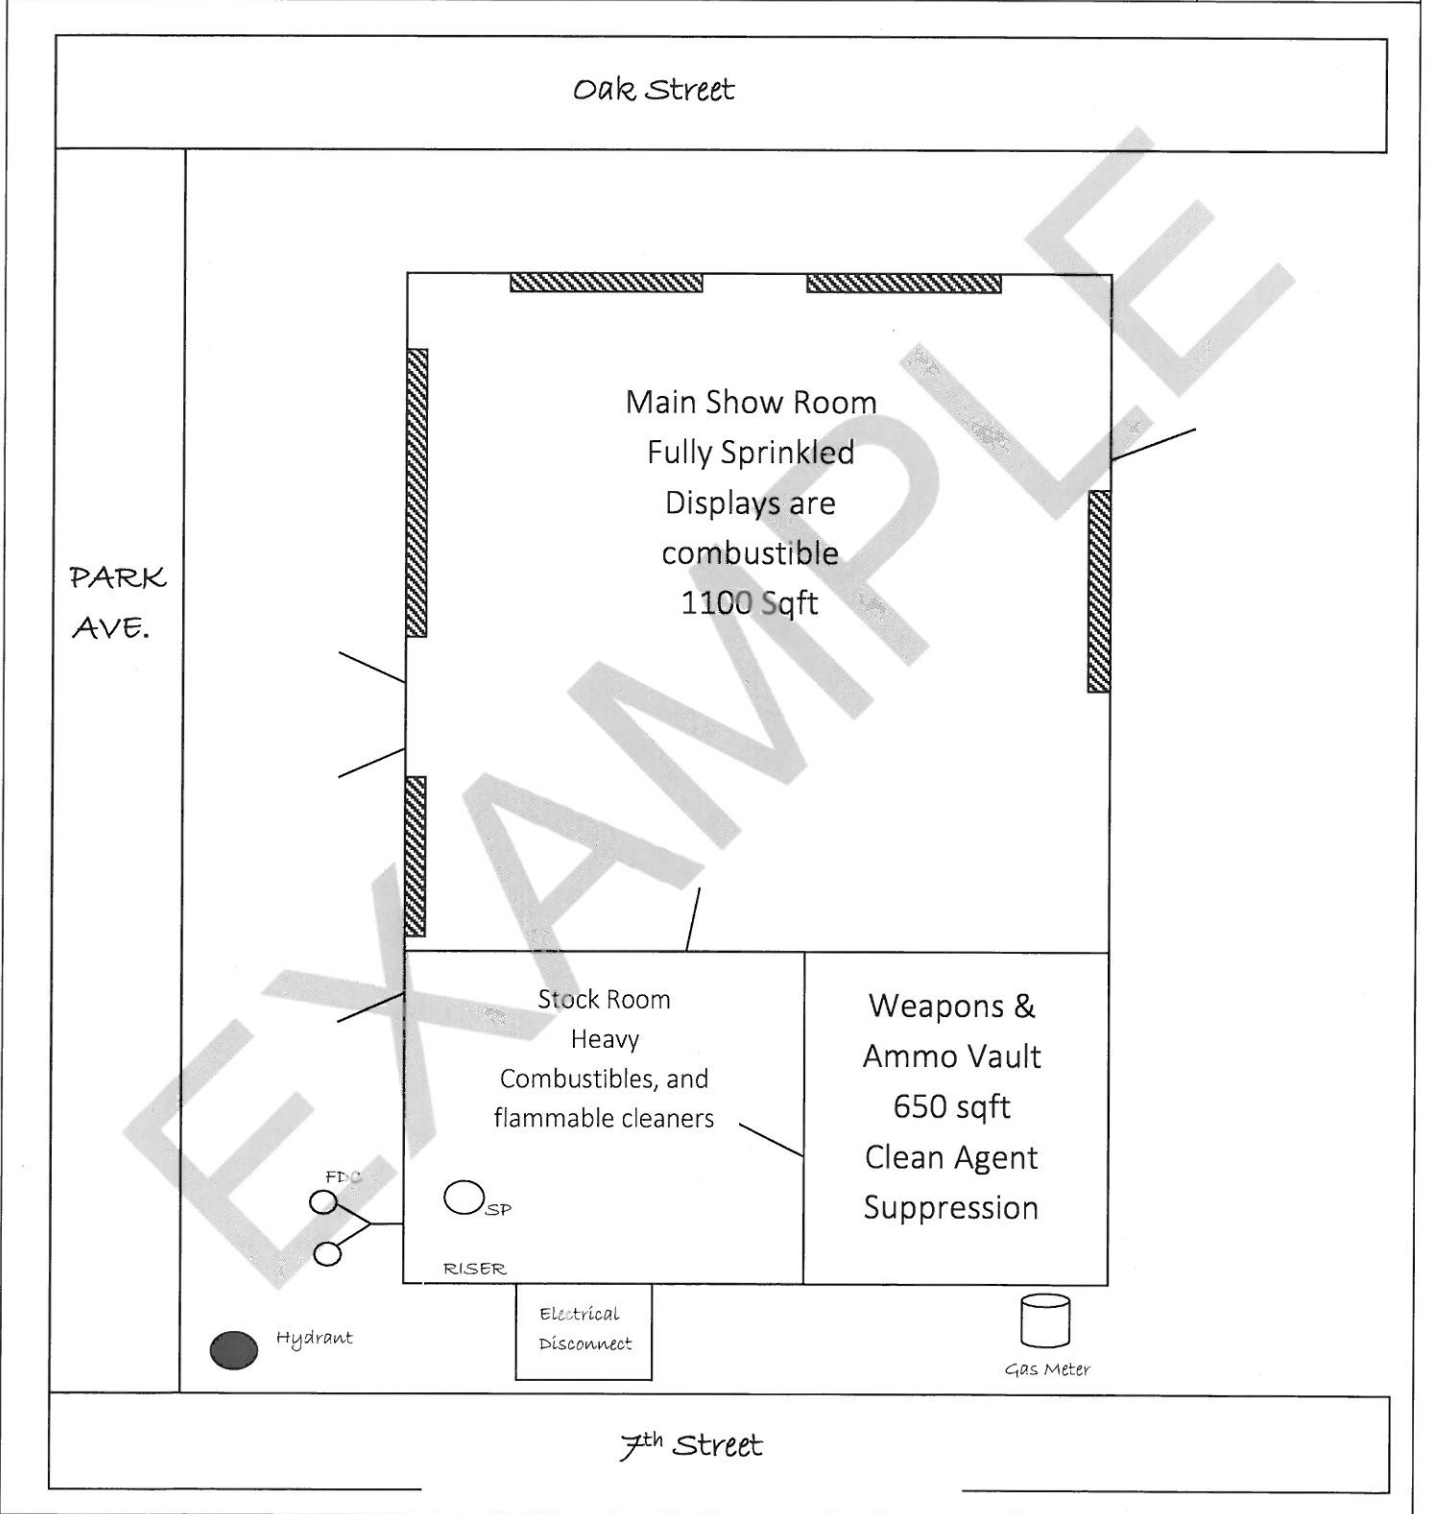 Oak Street
PARK
AVE.
Main Show Room
Fully Sprinkled
Displays are
combustible
1100 Sqft
Stock Room
Heavy
Combustibles, and
flammable cleaners
Weapons &
Ammo Vault
650 sqft
Clean Agent
Suppression
FDC
SP
RISER
Electrical
Disconnect
Hydrant
Gas Meter
7th Street
EXAMPLE